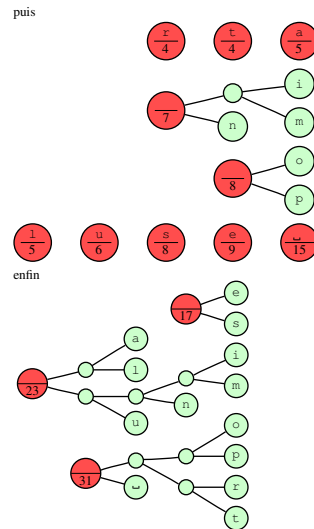 puis
r t a
4 4 5
i
7
n m
o
8
p
l u s e ␣
5 6 8 9 15
enfin
e
17
s
a
l i
23
n m
u
o
p
31
␣ r
t